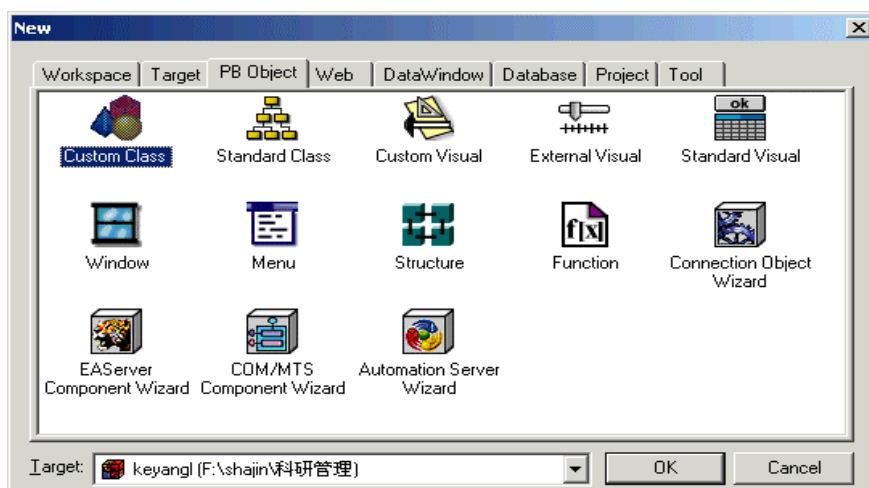 New
Workspace Target PB Object Web DataWindow Database Project Tool
ok
Custom Class Standard Class Custom Visual External Visual Standard Visual
f[x]
Window Menu Structure Function Connection Object
Wizard
EAServer COM/MTS Automation Server
Component Wizard Component Wizard Wizard
Target: keyangl (F:\shajin\科研管理) OK Cancel